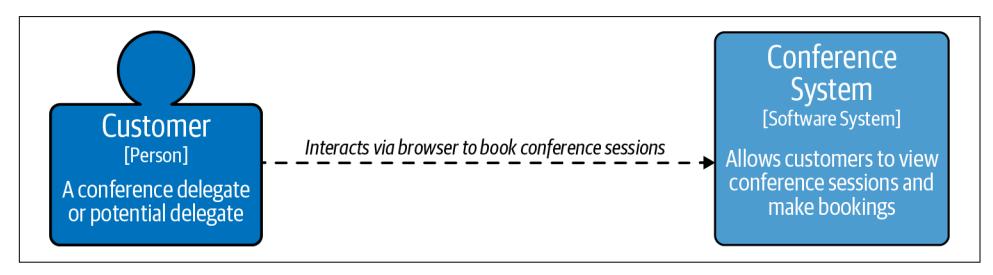 Customer
[Person]
A conference delegate
or potential delegate
Interacts via browser to book conference sessions
Conference
System
[Software System]
Allows customers to view
conference sessions and
make bookings